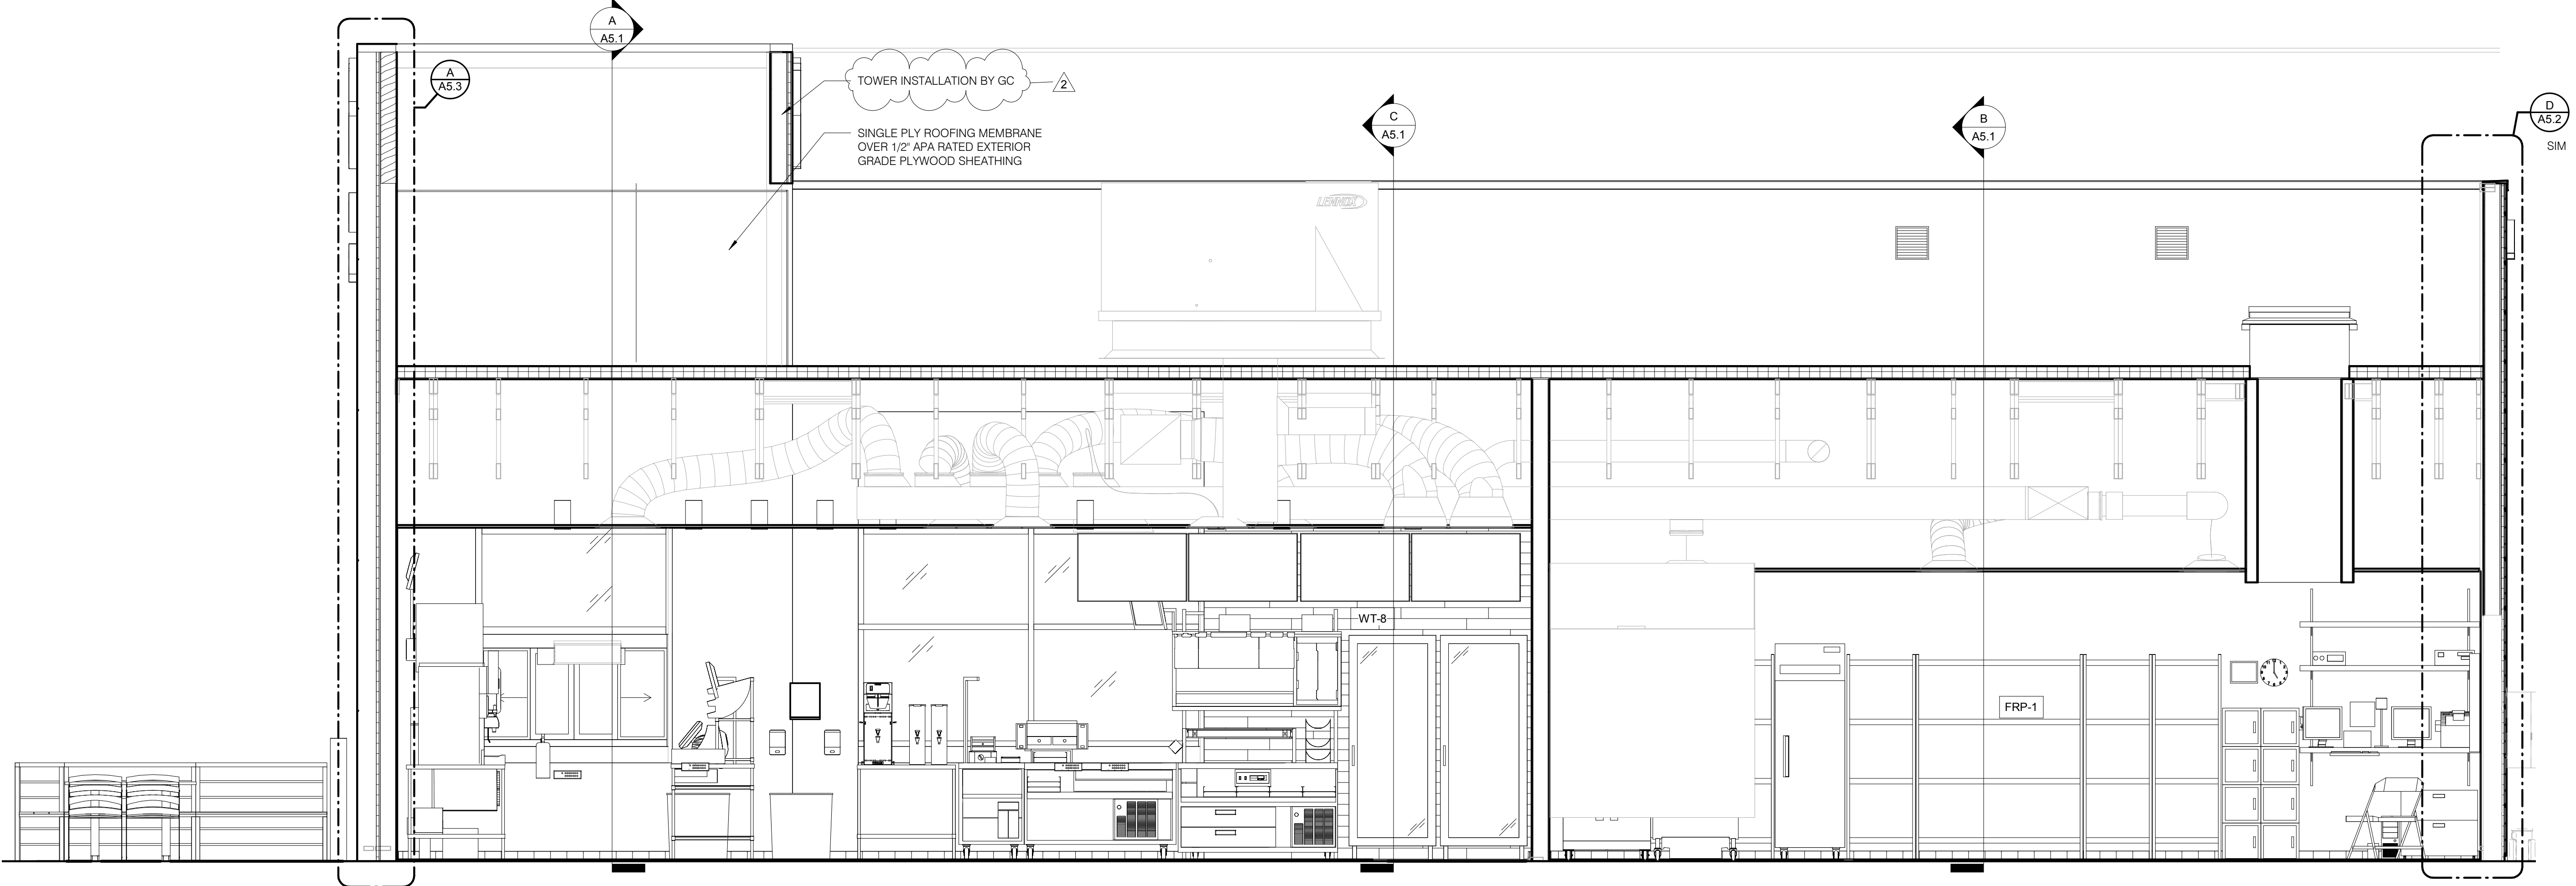 A
A5.1
A
A5.3
TOWER INSTALLATION BY GC
2
SINGLE PLY ROOFING MEMBRANE
OVER 1/2" APA RATED EXTERIOR
GRADE PLYWOOD SHEATHING
C
A5.1
B
A5.1
D
A5.2
SIM
LENNOX
WT-8
FRP-1